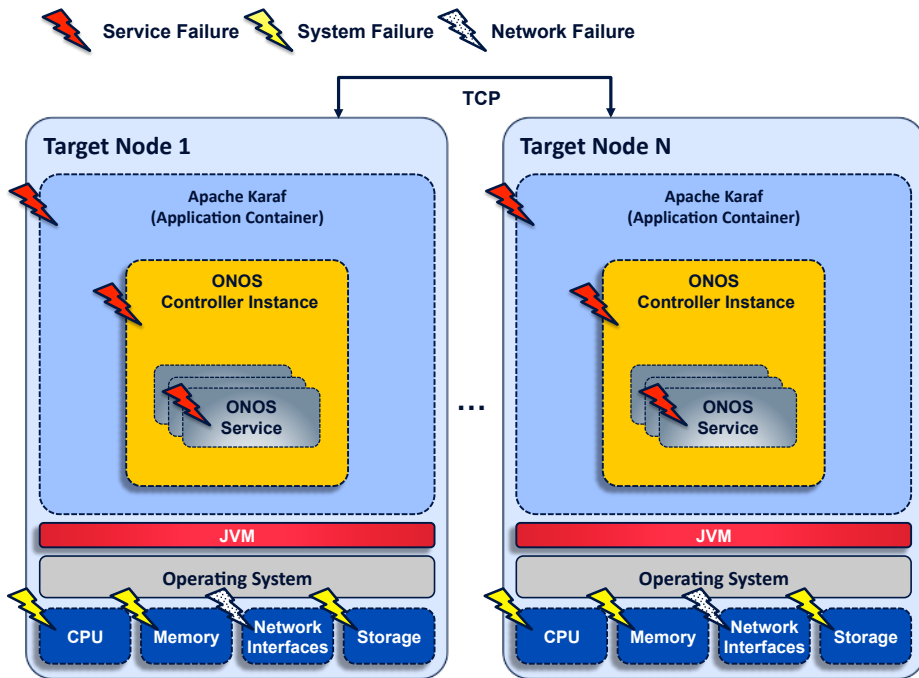 Service Failure
System Failure
Network Failure
TCP
Target Node 1
Apache Karaf
(Application Container)
ONOS
Controller Instance
ONOS
Service
JVM
Operating System
CPU
Memory
Network
Interfaces
Storage
...
Target Node N
Apache Karaf
(Application Container)
ONOS
Controller Instance
ONOS
Service
JVM
Operating System
CPU
Memory
Network
Interfaces
Storage